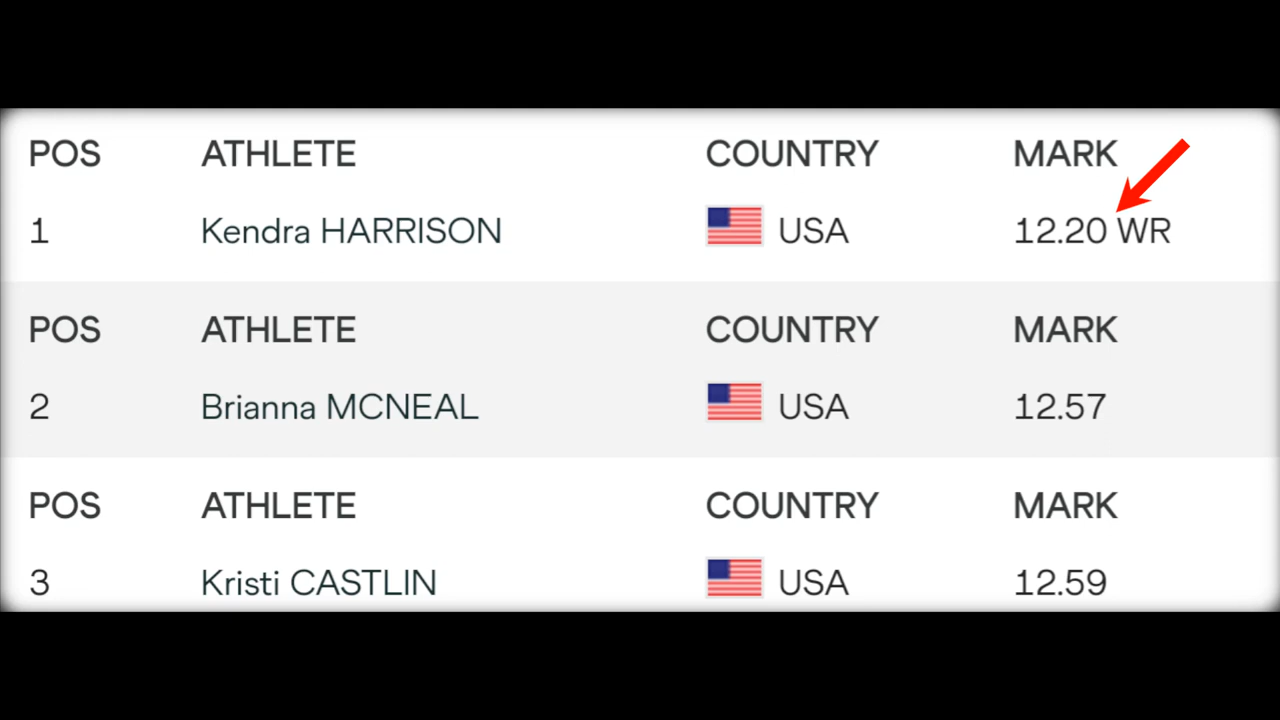 POS ATHLETE COUNTRY MARK
1 Kendra HARRISON USA 12.20 WR
POS ATHLETE COUNTRY MARK
2 Brianna MCNEAL USA 12.57
POS ATHLETE COUNTRY MARK
3 Kristi CASTLIN USA 12.59